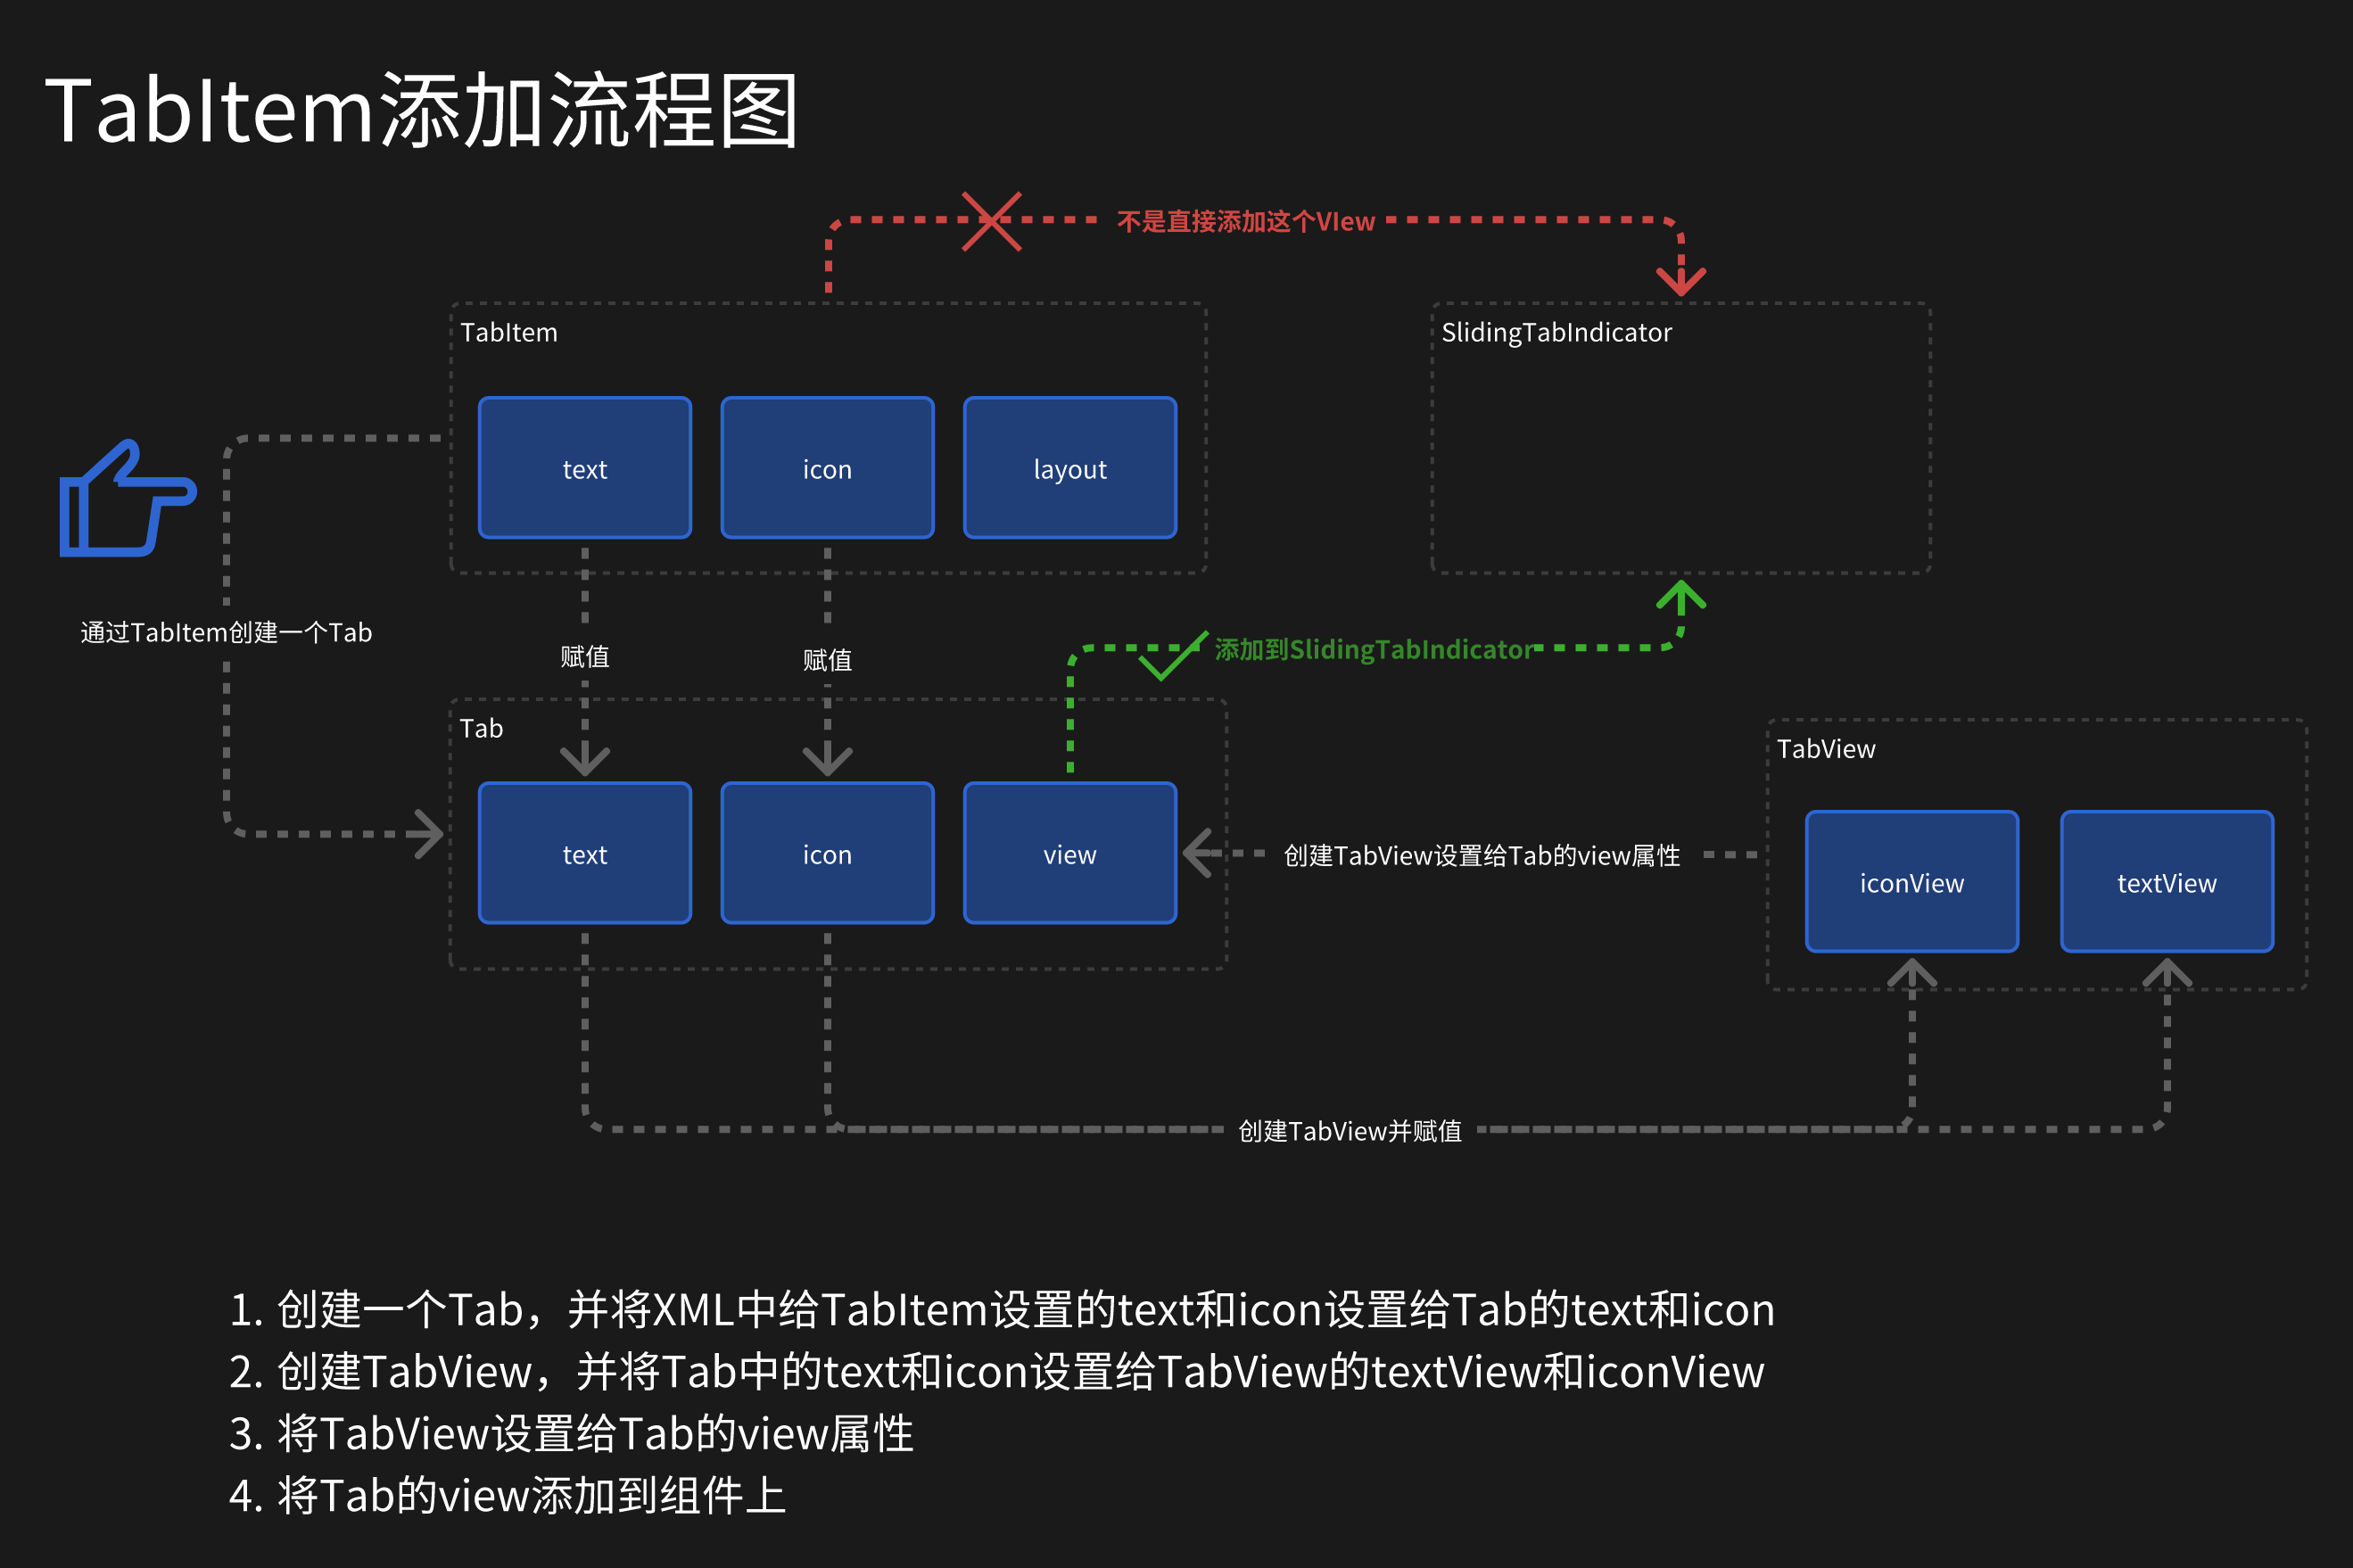 TabItem添加流程图
不是直接添加这个VIew
TabItem
SlidingTabIndicator
text
icon
layout
通过TabItem创建一个Tab
赋值
赋值
添加到SlidingTabIndicator
Tab
TabView
text
icon
view
创建TabView设置给Tab的view属性
iconView
textView
创建TabView并赋值
1. 创建一个Tab，并将XML中给TabItem设置的text和icon设置给Tab的text和icon
2. 创建TabView，并将Tab中的text和icon设置给TabView的textView和iconView
3. 将TabView设置给Tab的view属性
4. 将Tab的view添加到组件上